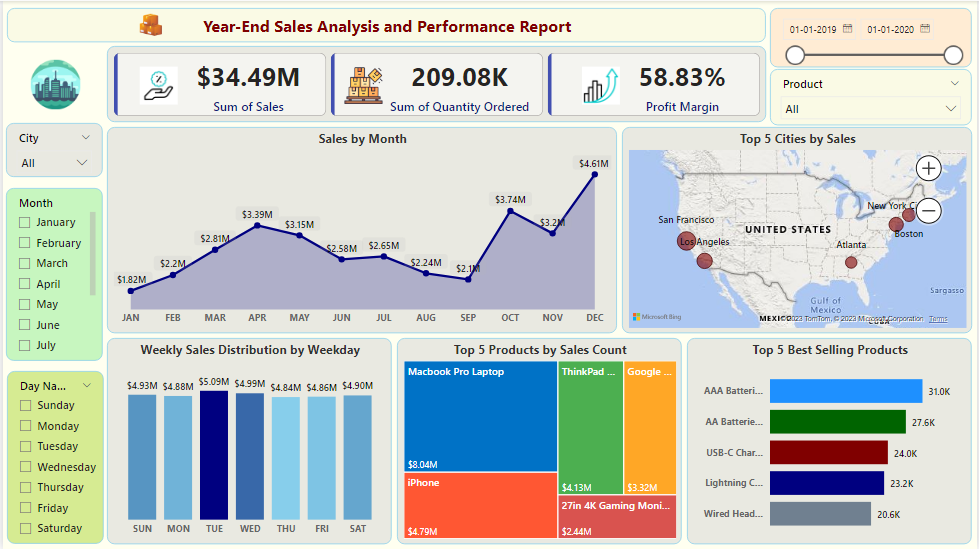 Year-End Sales Analysis and Performance Report
01-01-2019 01-01-2020
$34.49M
Sum of Sales
209.08K
Sum of Quantity Ordered
58.83%
Profit Margin
Product
All
City
All
Month
January
February
March
April
May
June
July
Day Na...
Sunday
Monday
Tuesday
Wednesday
Thursday
Friday
Saturday
Sales by Month
$1.82M
$2.2M
$2.81M
$3.39M
$3.15M
$2.58M
$2.65M
$2.24M
$2.1M
$3.74M
$3.2M
$4.61M
JAN FEB MAR APR MAY JUN JUL AUG SEP OCT NOV DEC
Top 5 Cities by Sales
New York C
San Francisco
UNITED STATES
Boston
Los Angeles
Atlanta
Sargasso
Gulf of
Mexico
MEXICO
CUBA
Microsoft Bing
2023 TomTom, © 2023 Microsoft Corporation Terms
Weekly Sales Distribution by Weekday
$4.93M $4.88M $5.09M $4.99M $4.84M $4.86M $4.90M
SUN MON TUE WED THU FRI SAT
Top 5 Products by Sales Count
Macbook Pro Laptop
$8.04M
iPhone
$4.79M
ThinkPad ...
$4.13M
Google ...
$3.32M
27in 4K Gaming Moni...
$2.44M
Top 5 Best Selling Products
AAA Batteri... 31.0K
AA Batterie... 27.6K
USB-C Char... 24.0K
Lightning C... 23.2K
Wired Head... 20.6K